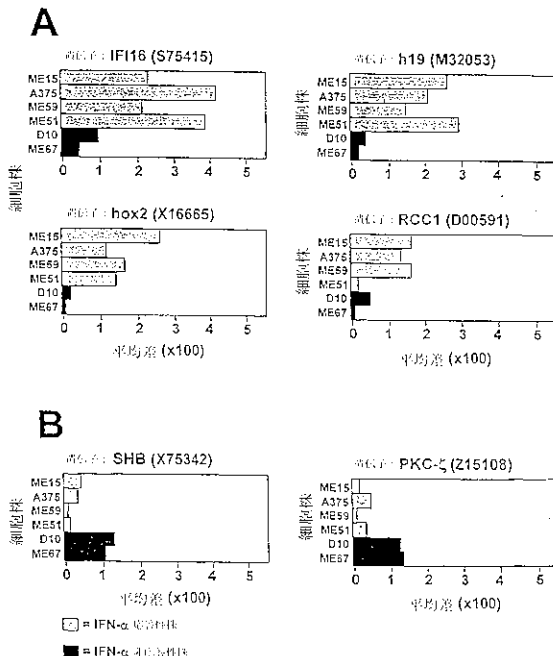 A
遺伝子: IFI16 (S75415)
ME15
A375
ME59
ME51
D10
ME67
0 1 2 3 4 5
細胞株
遺伝子: h19 (M32053)
ME15
A375
ME59
ME51
D10
ME67
0 1 2 3 4 5
細胞株
遺伝子: hox2 (X16665)
ME15
A375
ME59
ME51
D10
ME67
0 1 2 3 4 5
平均差 (x100)
遺伝子: RCC1 (D00591)
ME15
A375
ME59
ME51
D10
ME67
0 1 2 3 4 5
平均差 (x100)
B
遺伝子: SHB (X75342)
ME15
A375
ME59
ME51
D10
ME67
0 1 2 3 4 5
細胞株
平均差 (x100)
遺伝子: PKC-ζ (Z15108)
ME15
A375
ME59
ME51
D10
ME67
0 1 2 3 4 5
細胞株
平均差 (x100)
= IFN-α
= IFN-α